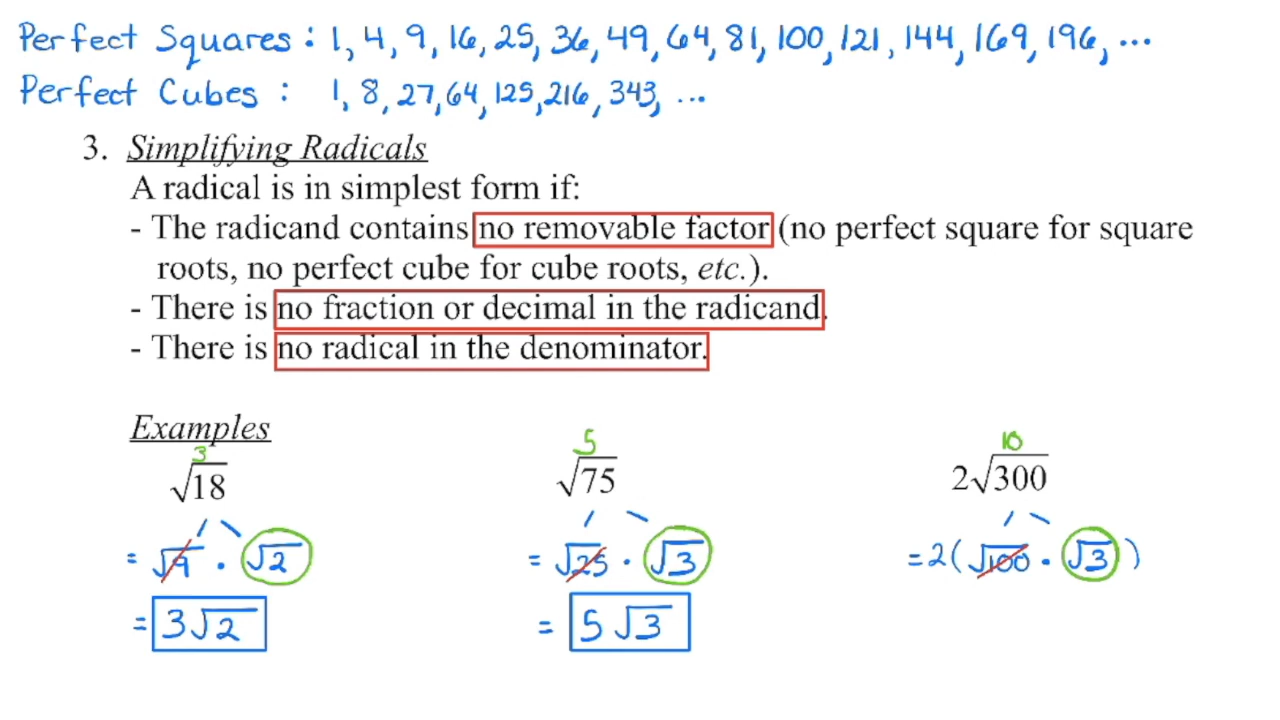 Perfect Squares : 1, 4, 9, 16, 25, 36, 49, 64, 81, 100, 121, 144, 169, 196, ...
Perfect Cubes : 1, 8, 27, 64, 125, 216, 343, ...
3. Simplifying Radicals
A radical is in simplest form if:
- The radicand contains no removable factor (no perfect square for square
roots, no perfect cube for cube roots, etc.).
- There is no fraction or decimal in the radicand.
- There is no radical in the denominator.
Examples
3 5 10
√18 √75 2√300
= √9 · √2 = √25 · √3 = 2(√100 · √3)
= 3√2 = 5√3